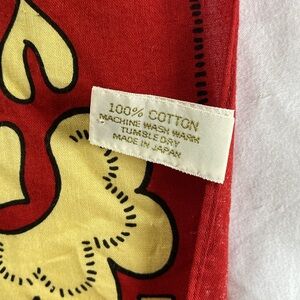 100% COTTON
MACHINE WASH WARM
TUMBLE DRY
MADE IN JAPAN